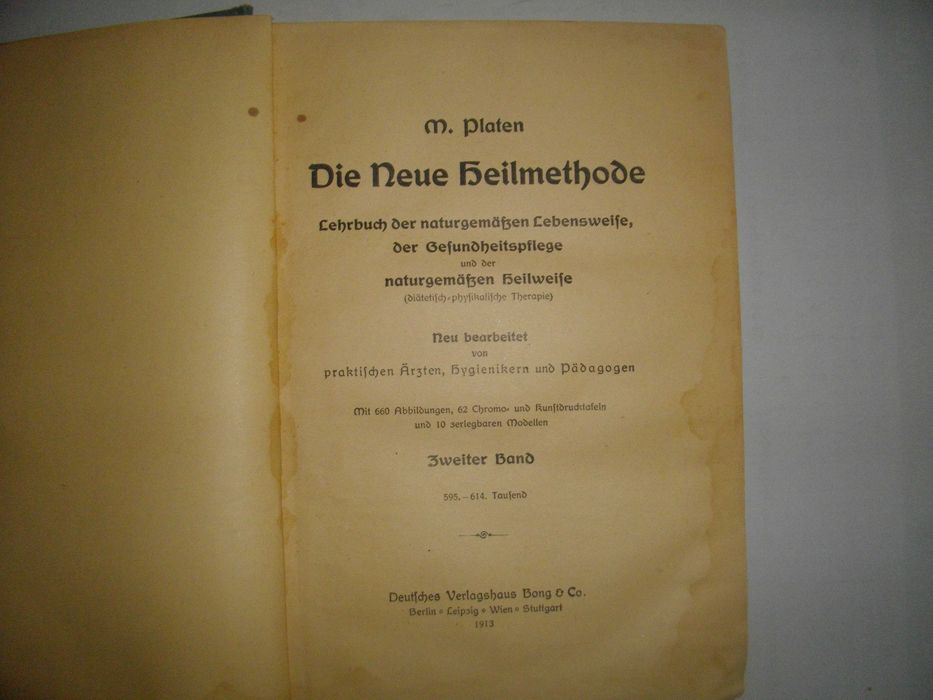 M. Platen
Die Neue Heilmethode
Lehrbuch der naturgemäßen Lebensweiſe,
der Geſundheitspflege
und der
naturgemäßen Heilweiſe
(diätetiſch-phyſikaliſche Therapie)
Neu bearbeitet
von
praktiſchen Ärzten, Hygienikern und Pädagogen
Mit 660 Abbildungen, 62 Chromo- und Kunſtdrucktafeln
und 10 zerlegbaren Modellen
Zweiter Band
595.–614. Tauſend
Deutſches Verlagshaus Bong & Co.
Berlin * Leipzig * Wien * Stuttgart
1913